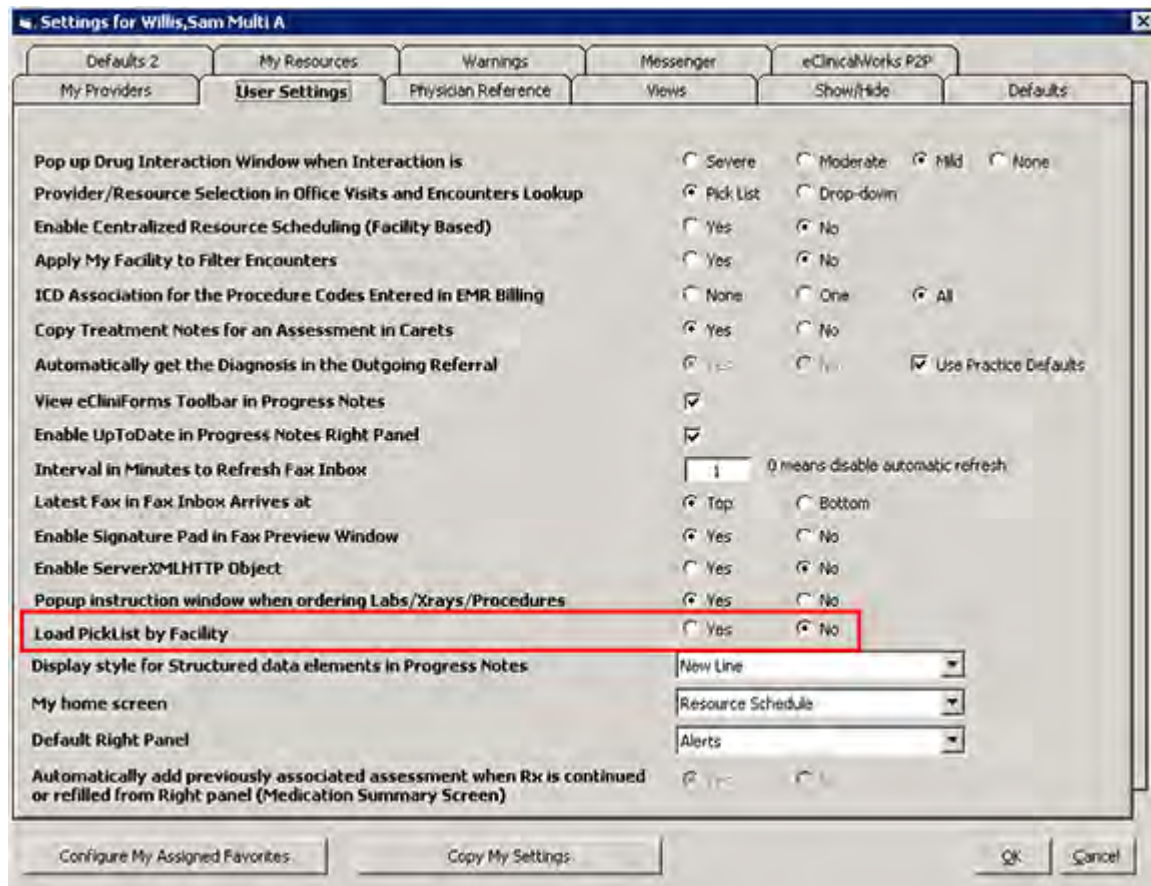 Settings for Willis,Sam Multi A
Defaults 2 My Resources Warnings Messenger eClinicalWorks P2P
My Providers User Settings Physician Reference Views Show/Hide Defaults
Pop up Drug Interaction Window when Interaction is Severe Moderate Mild None
Provider/Resource Selection in Office Visits and Encounters Lookup Pick List Drop-down
Enable Centralized Resource Scheduling (Facility Based) Yes No
Apply My Facility to Filter Encounters Yes No
ICD Association for the Procedure Codes Entered in EMR Billing None One All
Copy Treatment Notes for an Assessment in Carets Yes No
Automatically get the Diagnosis in the Outgoing Referral Use Practice Defaults
View eCliniForms Toolbar in Progress Notes
Enable UpToDate in Progress Notes Right Panel
Interval in Minutes to Refresh Fax Inbox 1 0 means disable automatic refresh
Latest Fax in Fax Inbox Arrives at Top Bottom
Enable Signature Pad in Fax Preview Window Yes No
Enable ServerXMLHTTP Object Yes No
Popup instruction window when ordering Labs/Xrays/Procedures Yes No
Load PickList by Facility Yes No
Display style for Structured data elements in Progress Notes New Line
My home screen Resource Schedule
Default Right Panel Alerts
Automatically add previously associated assessment when Rx is continued
or refilled from Right panel (Medication Summary Screen)
Configure My Assigned Favorites Copy My Settings OK Cancel